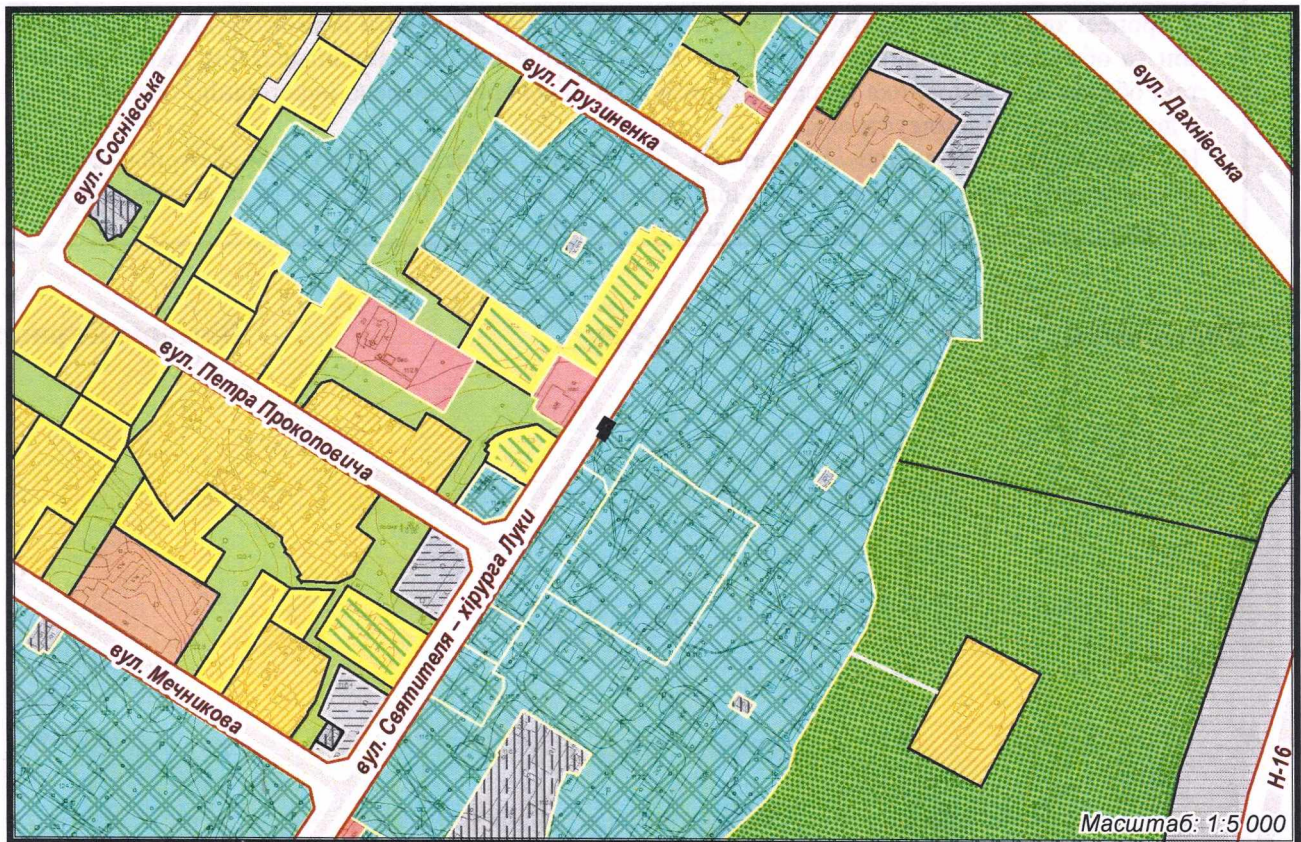 вул. Соснівська
вул. Грузиненка
вул. Дахнівська
вул. Петра Прокоповича
вул. Святителя – хірурга Луки
вул. Мечникова
Н-16
Масштаб: 1:5 000